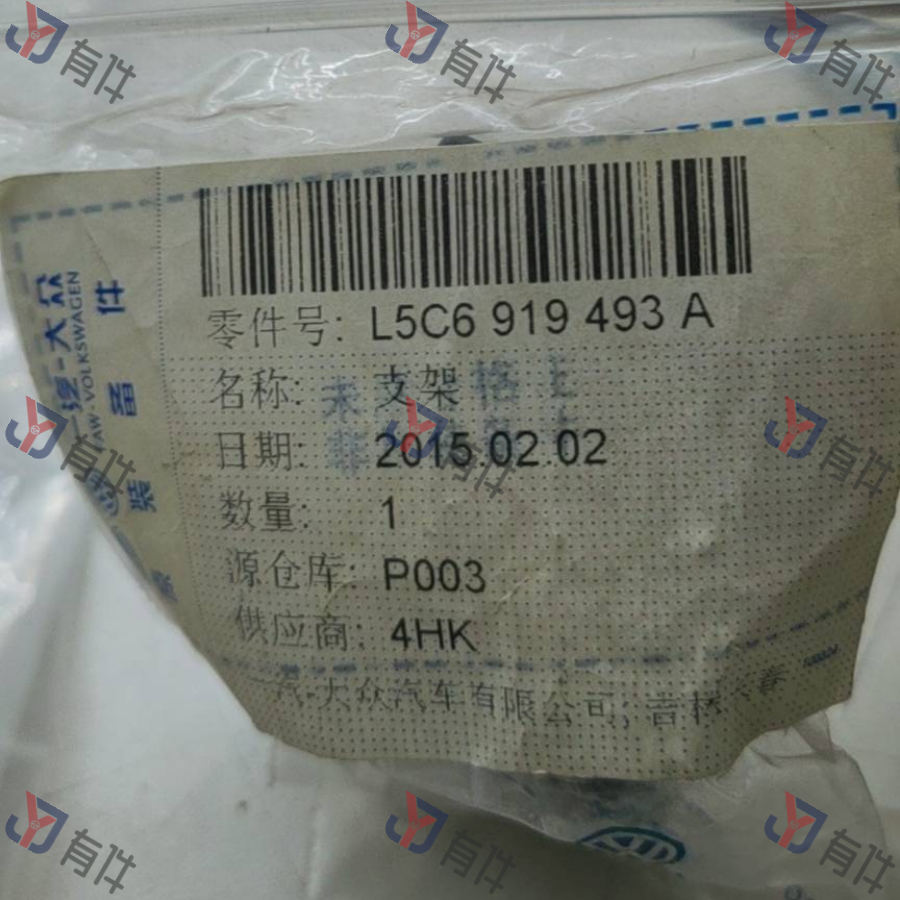 零件号: L5C6 919 493 A
名称: 支架
日期: 2015.02.02
数量: 1
源仓库: P003
供应商: 4HK
汽-大众汽车有限公司;
一汽-大众
FAW-VOLKSWAGEN
装备件
有件
有件
有件
有件
有件
有件
有件
有件
有件